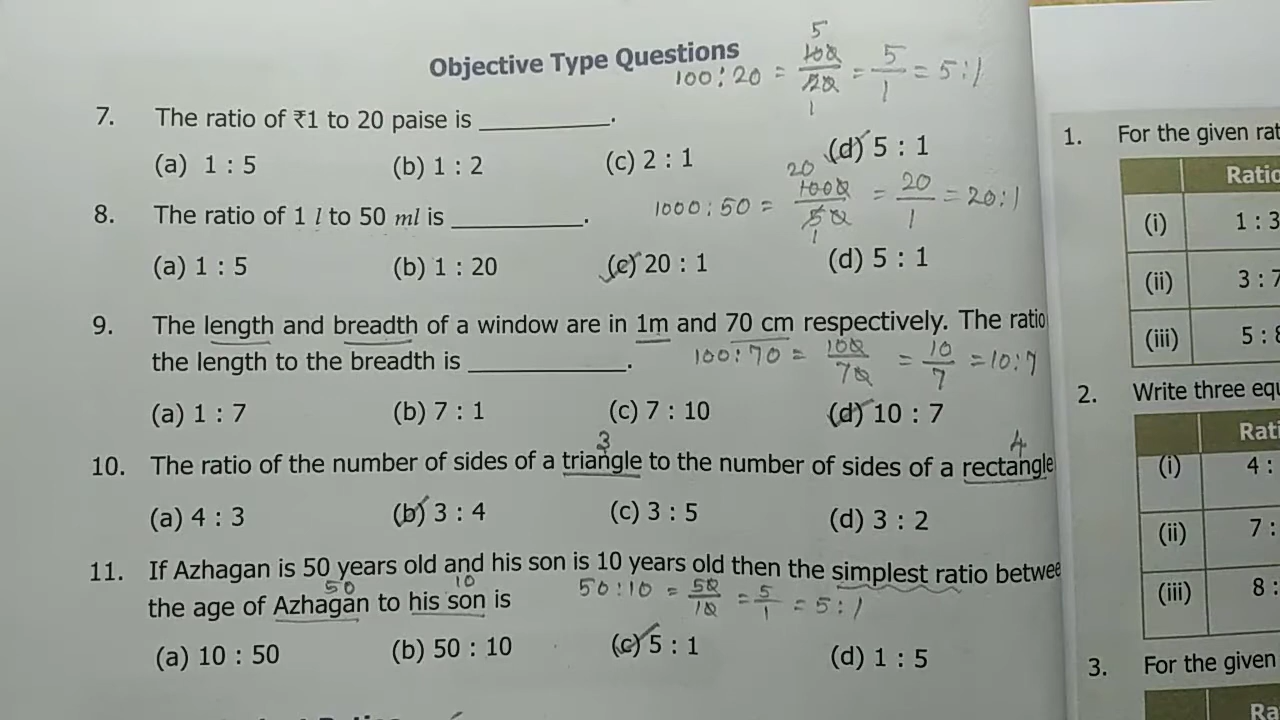 Objective Type Questions
100:20 = 100/20 = 5/1 = 5:1
5
1
7. The ratio of ₹1 to 20 paise is ________.
(a) 1 : 5 (b) 1 : 2 (c) 2 : 1 (d) 5 : 1
8. The ratio of 1 l to 50 ml is ________.
1000:50 = 1000/50 = 20/1 = 20:1
20
1
(a) 1 : 5 (b) 1 : 20 (c) 20 : 1 (d) 5 : 1
9. The length and breadth of a window are in 1m and 70 cm respectively. The ratio
the length to the breadth is ________.
100:70 = 100/70 = 10/7 = 10:7
(a) 1 : 7 (b) 7 : 1 (c) 7 : 10 (d) 10 : 7
3 4
10. The ratio of the number of sides of a triangle to the number of sides of a rectangle
(a) 4 : 3 (b) 3 : 4 (c) 3 : 5 (d) 3 : 2
11. If Azhagan is 50 years old and his son is 10 years old then the simplest ratio
50 10
the age of Azhagan to his son is
50:10 = 50/10 = 5/1 = 5:1
(a) 10 : 50 (b) 50 : 10 (c) 5 : 1 (d) 1 : 5
1. For the given
(i) 1 : 3
(ii) 3 : 7
(iii) 5 : 8
2. Write three
(i) 4 :
(ii) 7 :
(iii) 8 :
3. For the given